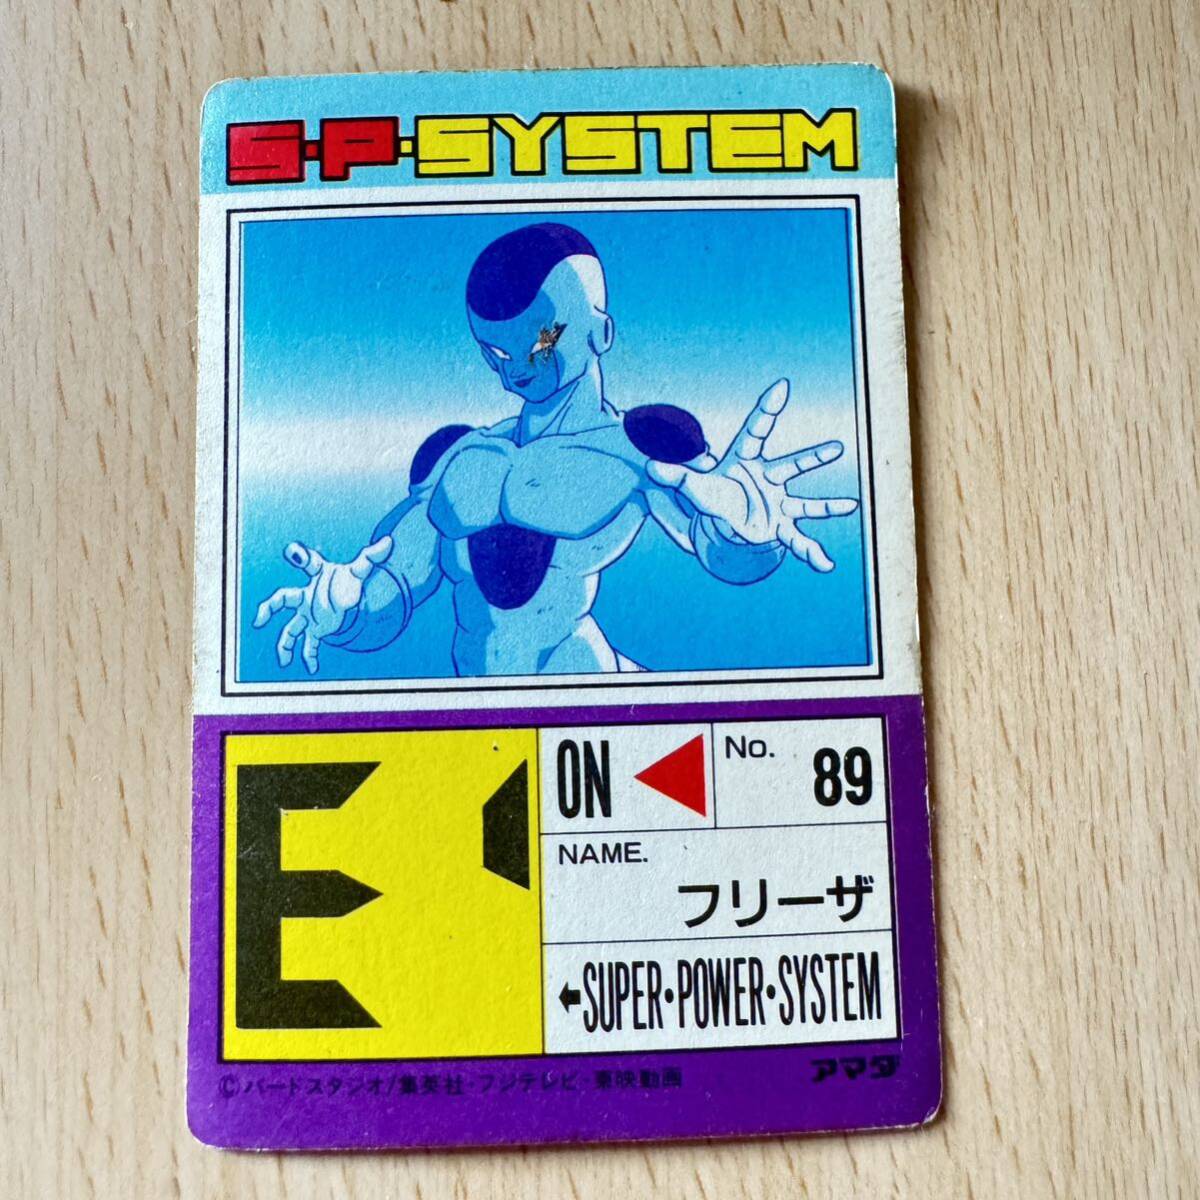 S·P·SYSTEM
E
ON
No. 89
NAME.
フリーザ
SUPER·POWER·SYSTEM
©バードスタジオ/集英社・フジテレビ・東映動画
アマダ